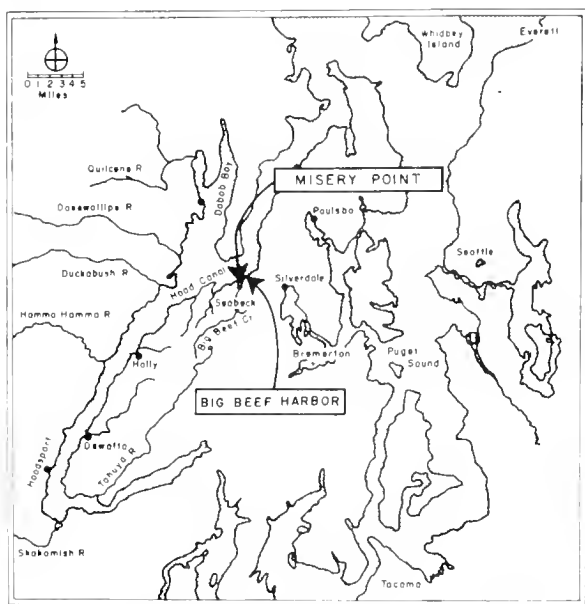 Whidbey
Island
Everett
0 1 2 3 4 5
Miles
Quilcene R
Dabob Bay
MISERY POINT
Dosewallips R
Poulsbo
Seattle
Duckabush R
Hood Canal
Silverdale
Seabeck
Hamma Hamma R
Big Beef Cr
Bremerton
Puget
Sound
Holly
BIG BEEF HARBOR
Dewatto
Tahuya R
Hoodsport
Skokomish R
Tacoma